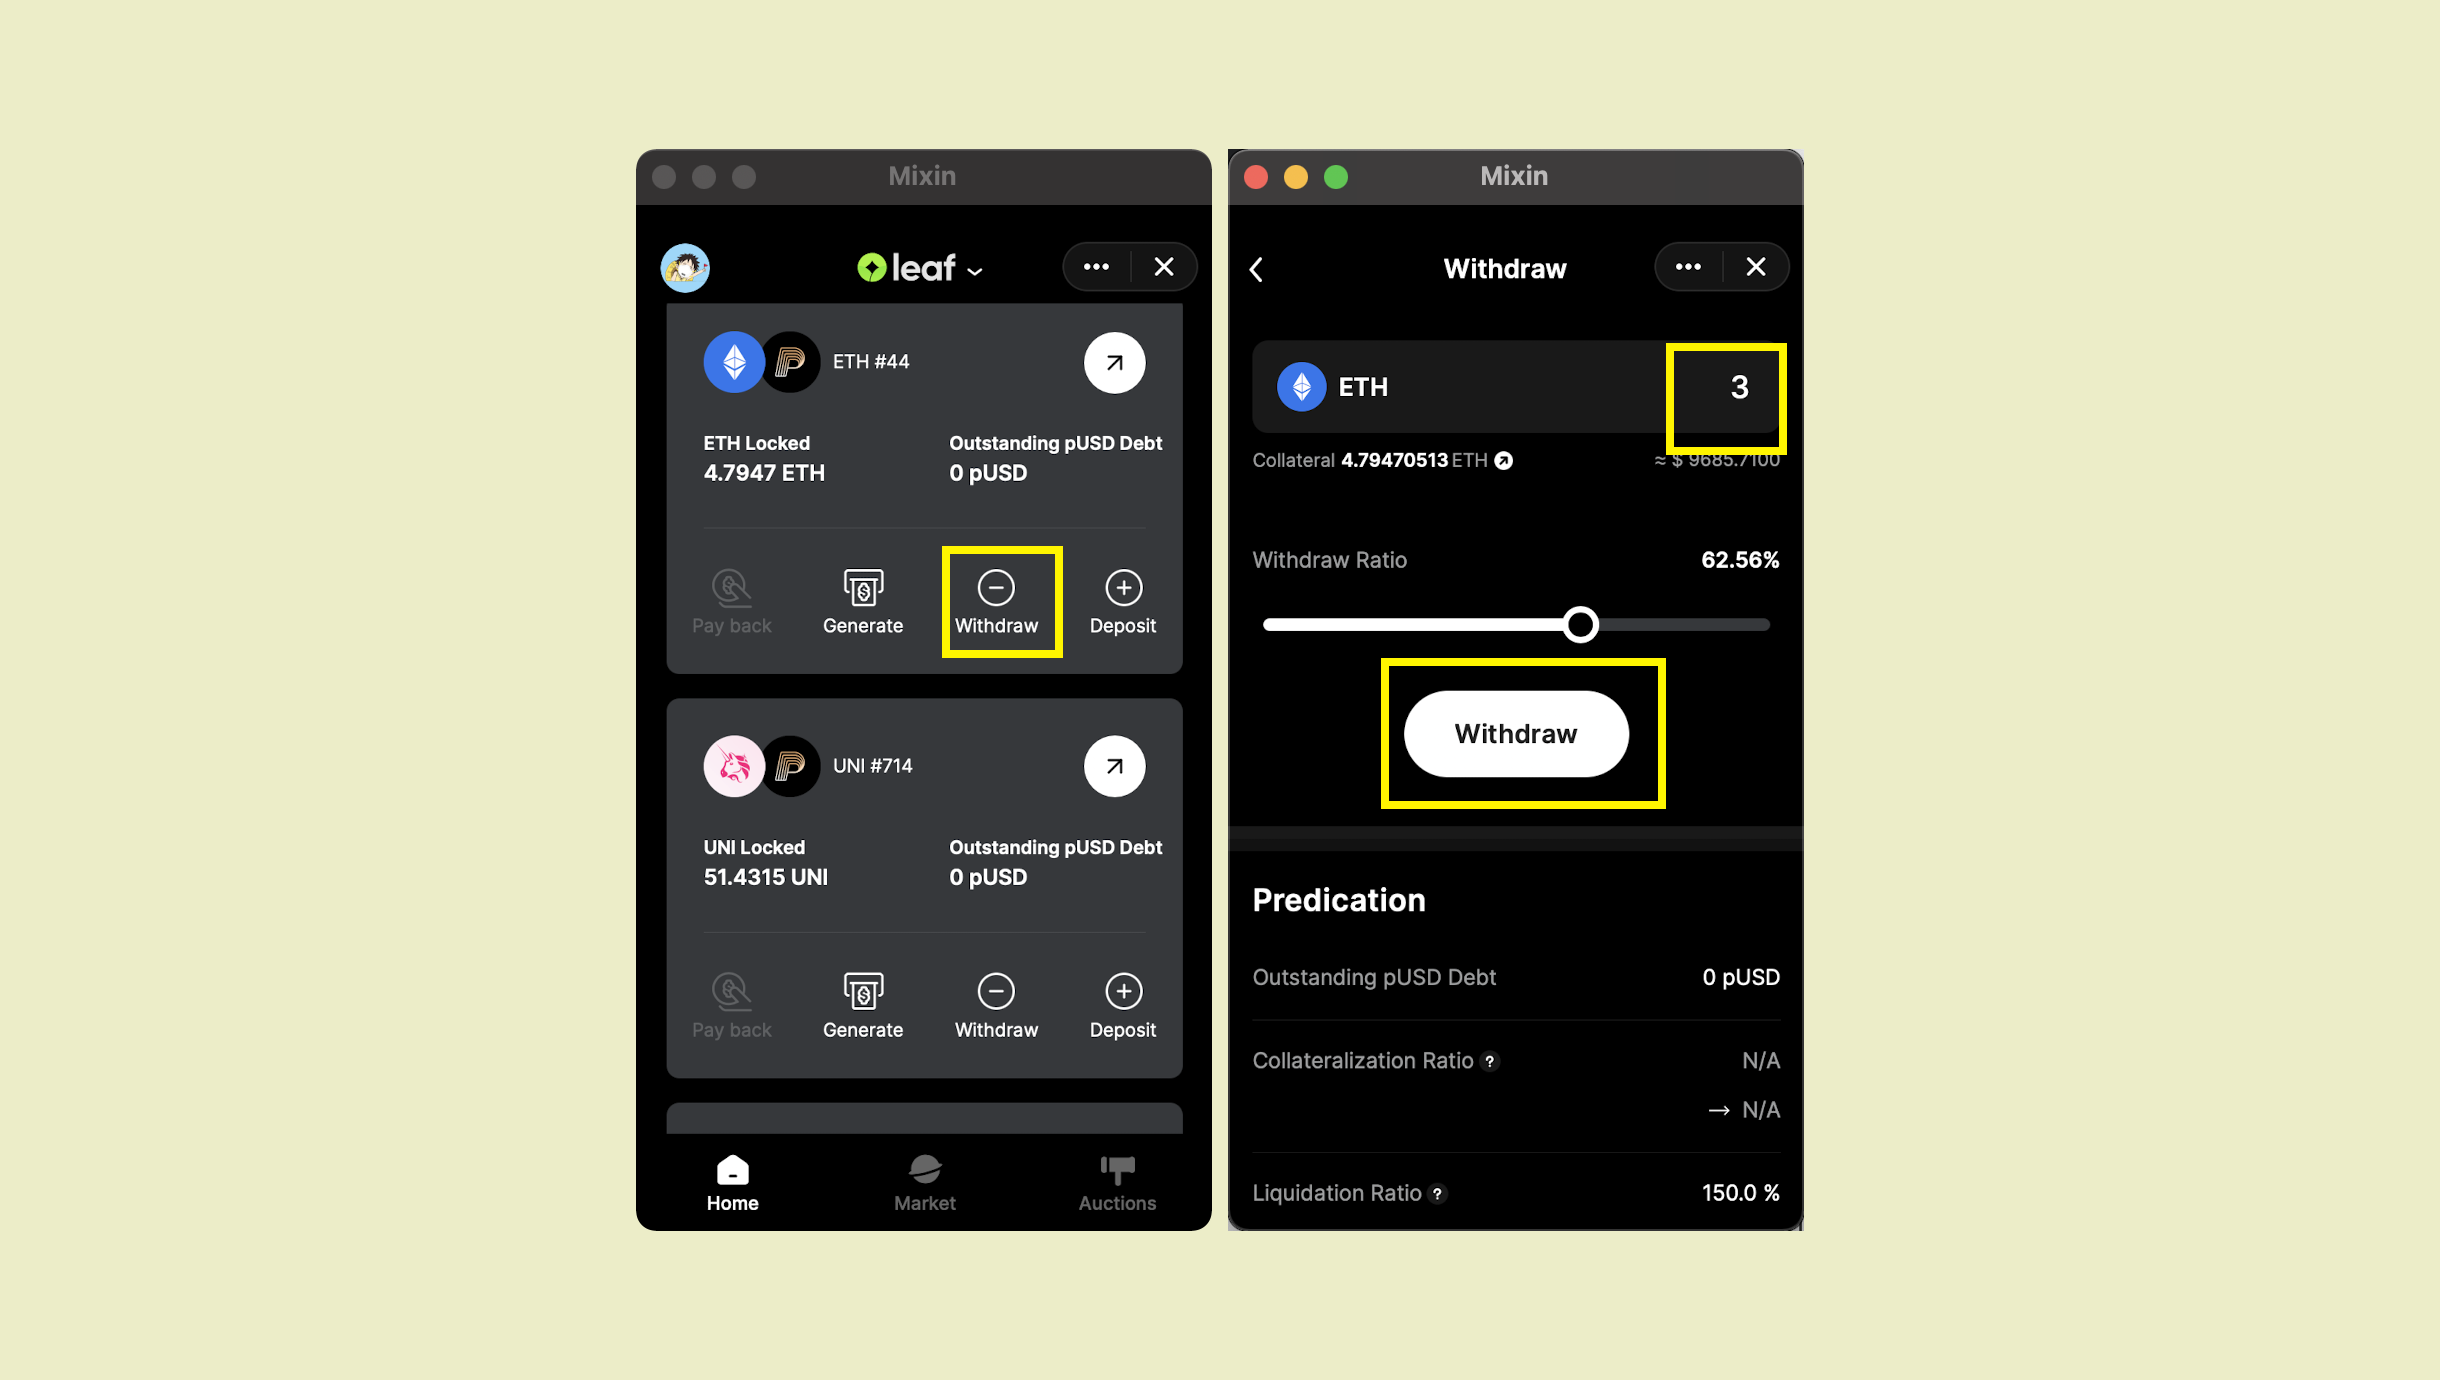 Mixin
leaf
ETH #44
ETH Locked
Outstanding pUSD Debt
4.7947 ETH
0 pUSD
Pay back
Generate
Withdraw
Deposit
UNI #714
UNI Locked
Outstanding pUSD Debt
51.4315 UNI
0 pUSD
Pay back
Generate
Withdraw
Deposit
Home
Market
Auctions
Mixin
Withdraw
ETH
3
Collateral 4.79470513 ETH
≈ $ 9685.7100
Withdraw Ratio
62.56%
Withdraw
Predication
Outstanding pUSD Debt
0 pUSD
Collateralization Ratio ?
N/A
→ N/A
Liquidation Ratio ?
150.0 %